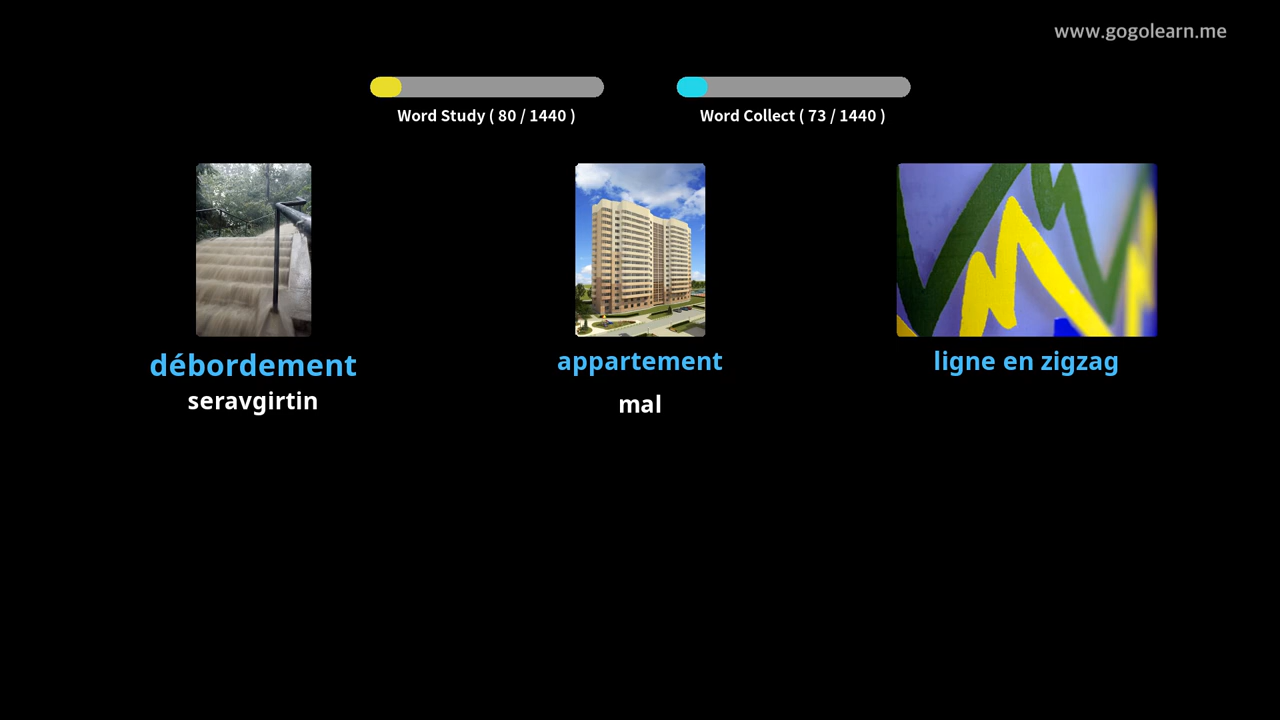 www.gogolearn.me
Word Study ( 80 / 1440 )
Word Collect ( 73 / 1440 )
débordement
seravgirtin
appartement
mal
ligne en zigzag